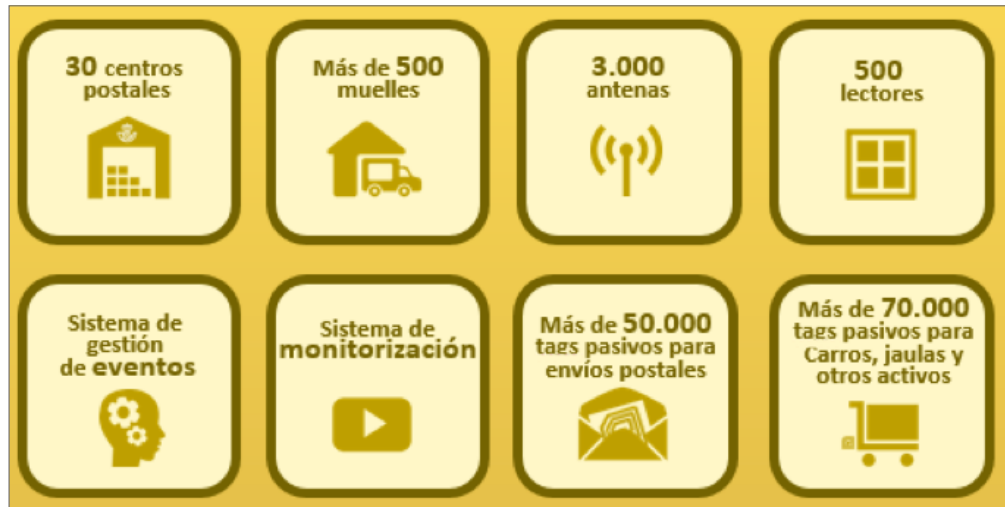 30 centros
postales
Más de 500
muelles
3.000
antenas
500
lectores
Sistema de
gestión
de eventos
Sistema de
monitorización
Más de 50.000
tags pasivos para
envíos postales
Más de 70.000
tags pasivos para
Carros, jaulas y
otros activos